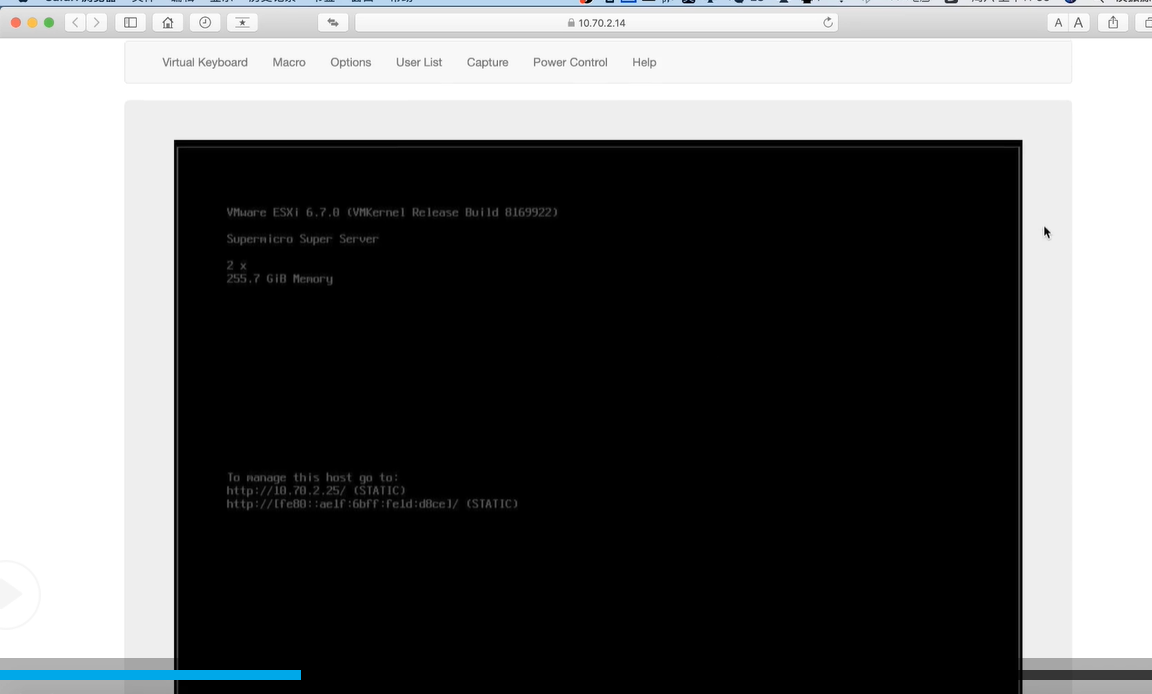 10.70.2.14
A A
Virtual Keyboard Macro Options User List Capture Power Control Help
VMware ESXi 6.7.0 (VMKernel Release Build 8169922)
Supermicro Super Server
2 x
255.7 GiB Memory
To manage this host go to:
http://10.70.2.25/ (STATIC)
http://[fe80::ae1f:6bff:fe1d:d8ce]/ (STATIC)